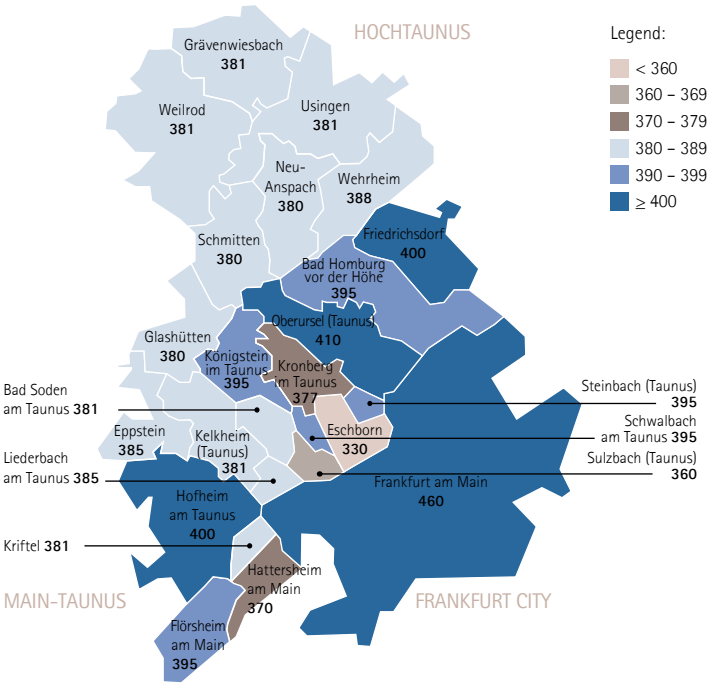 HOCHTAUNUS
Legend:
< 360
360 – 369
370 – 379
380 – 389
390 – 399
≥ 400
Grävenwiesbach
381
Weilrod
381
Usingen
381
Neu-
Anspach
380
Wehrheim
388
Schmitten
380
Friedrichsdorf
400
Bad Homburg
vor der Höhe
395
Oberursel (Taunus)
410
Glashütten
380
Königstein
im Taunus
395
Kronberg
im Taunus
377
Steinbach (Taunus)
395
Bad Soden
am Taunus 381
Schwalbach
am Taunus 395
Eppstein
385
Kelkheim
(Taunus)
381
Eschborn
330
Sulzbach (Taunus)
360
Liederbach
am Taunus 385
Frankfurt am Main
460
Hofheim
am Taunus
400
Kriftel 381
Hattersheim
am Main
370
MAIN-TAUNUS
FRANKFURT CITY
Flörsheim
am Main
395